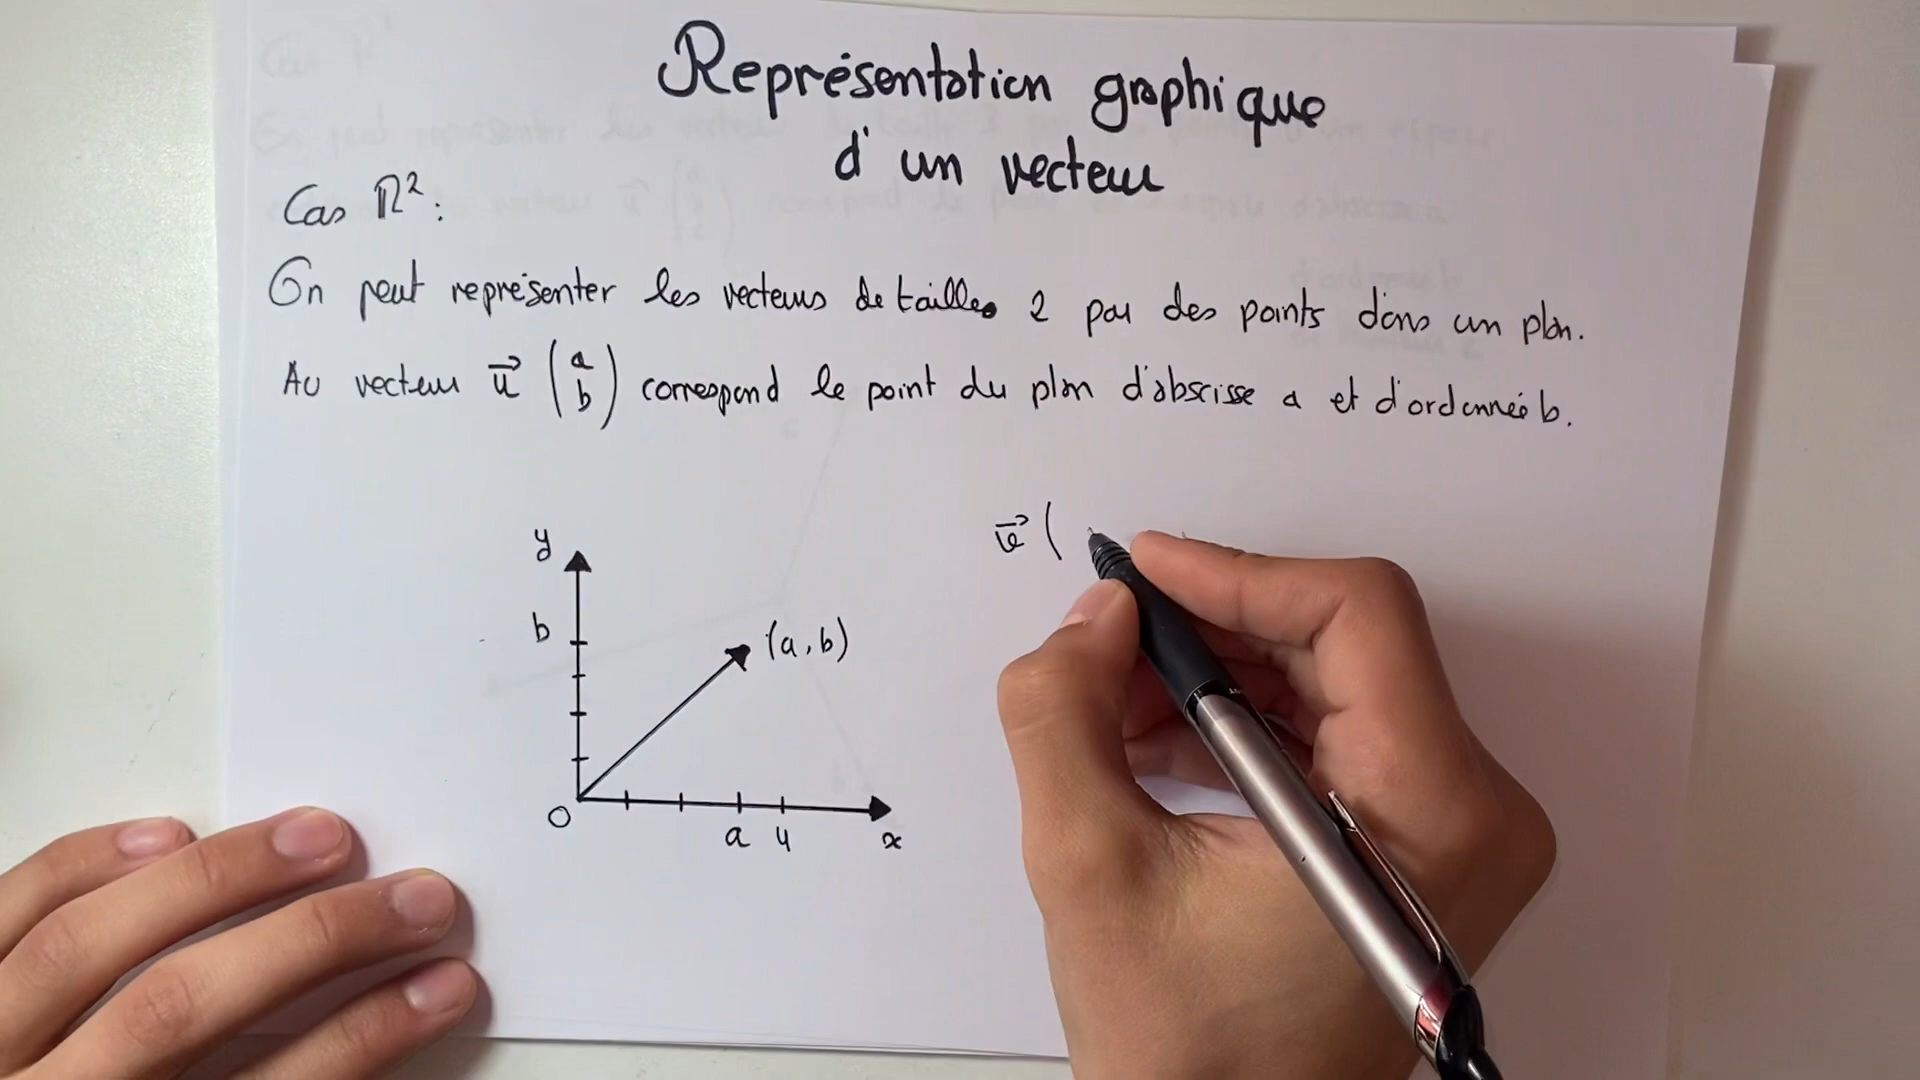 Représentation graphique
d'un vecteur
Cas ℝ²:
On peut représenter les vecteurs de tailles 2 par des points dans un plan.
Au vecteur u⃗ (a b) correspond le point du plan d'abscisse a et d'ordonnée b.
y
b
(a,b)
O
a 4
x